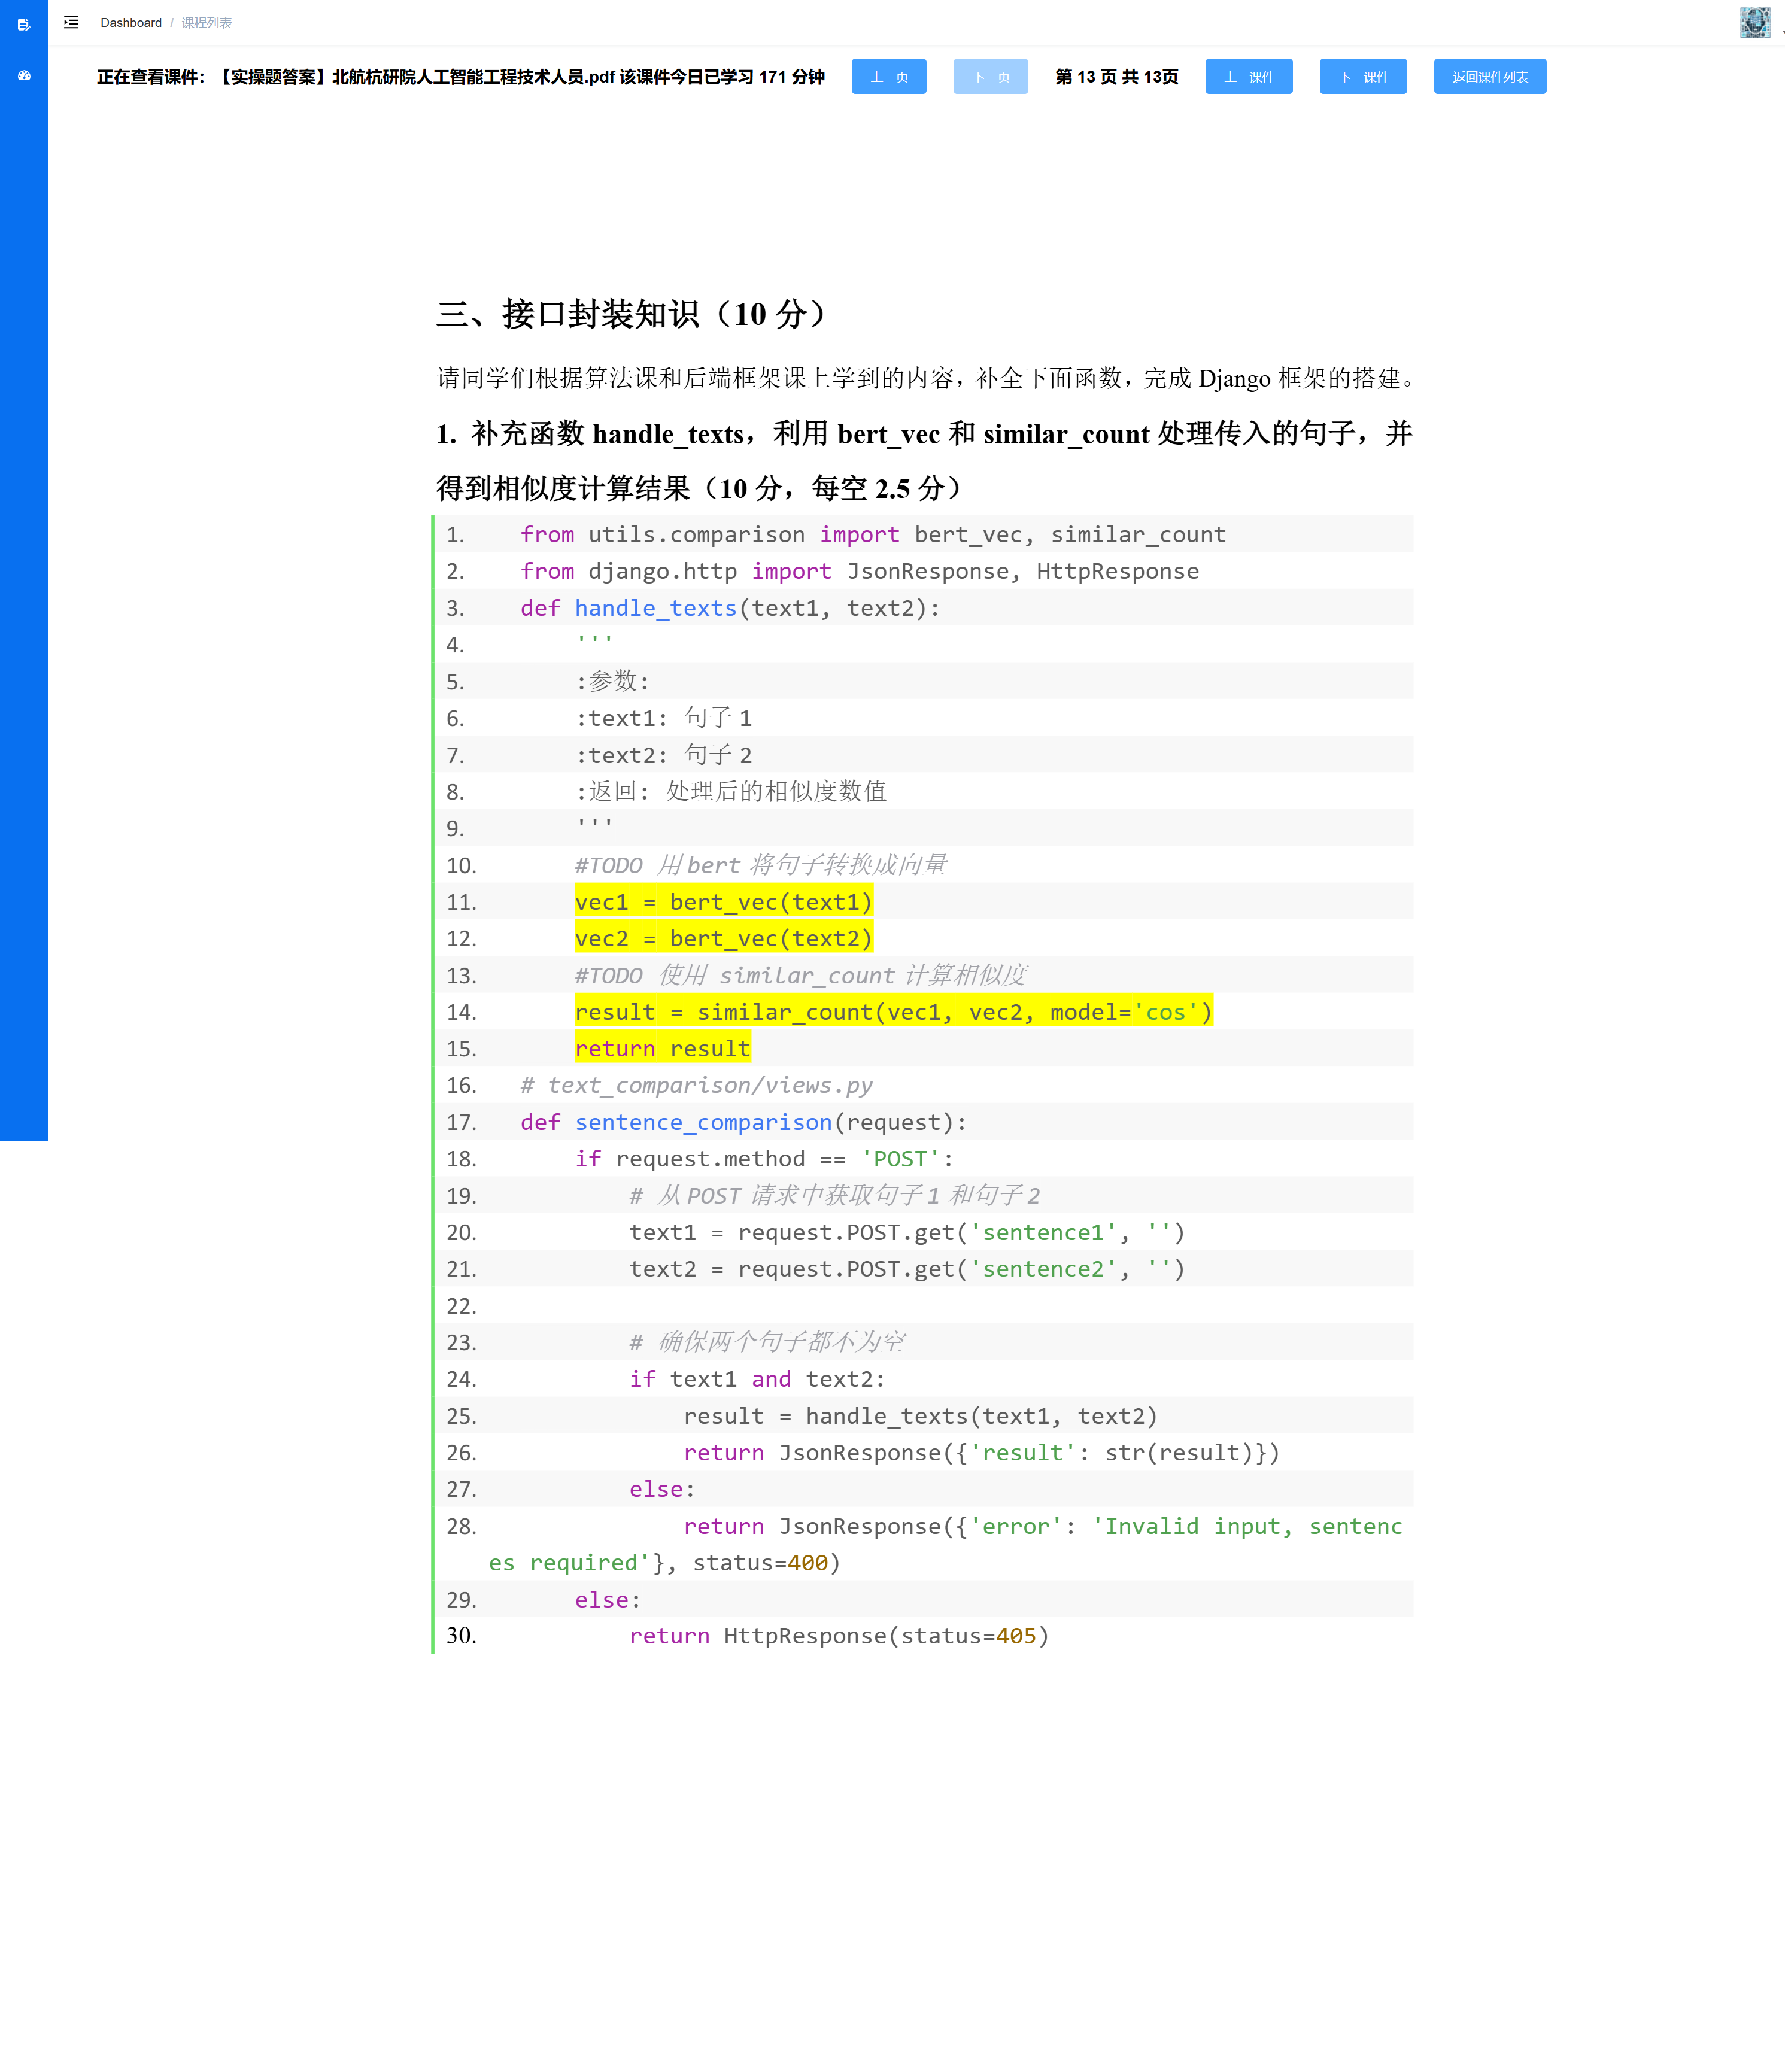 Dashboard / 课程列表
正在查看课件：【实操题答案】北航杭研院人工智能工程技术人员.pdf 该课件今日已学习 171 分钟 上一页 下一页 第 13 页 共 13页 上一课件 下一课件 返回课件列表
三、接口封装知识（10 分）
请同学们根据算法课和后端框架课上学到的内容，补全下面函数，完成 Django 框架的搭建。
1. 补充函数 handle_texts，利用 bert_vec 和 similar_count 处理传入的句子，并
得到相似度计算结果（10 分，每空 2.5 分）
1. from utils.comparison import bert_vec, similar_count
2. from django.http import JsonResponse, HttpResponse
3. def handle_texts(text1, text2):
4.     '''
5.     :参数:
6.     :text1: 句子 1
7.     :text2: 句子 2
8.     :返回: 处理后的相似度数值
9.     '''
10.     #TODO 用 bert 将句子转换成向量
11.     vec1 = bert_vec(text1)
12.     vec2 = bert_vec(text2)
13.     #TODO 使用 similar_count 计算相似度
14.     result = similar_count(vec1, vec2, model='cos')
15.     return result
16. # text_comparison/views.py
17. def sentence_comparison(request):
18.     if request.method == 'POST':
19.         # 从 POST 请求中获取句子 1 和句子 2
20.         text1 = request.POST.get('sentence1', '')
21.         text2 = request.POST.get('sentence2', '')
22.
23.         # 确保两个句子都不为空
24.         if text1 and text2:
25.             result = handle_texts(text1, text2)
26.             return JsonResponse({'result': str(result)})
27.         else:
28.             return JsonResponse({'error': 'Invalid input, sentenc
es required'}, status=400)
29.     else:
30.         return HttpResponse(status=405)